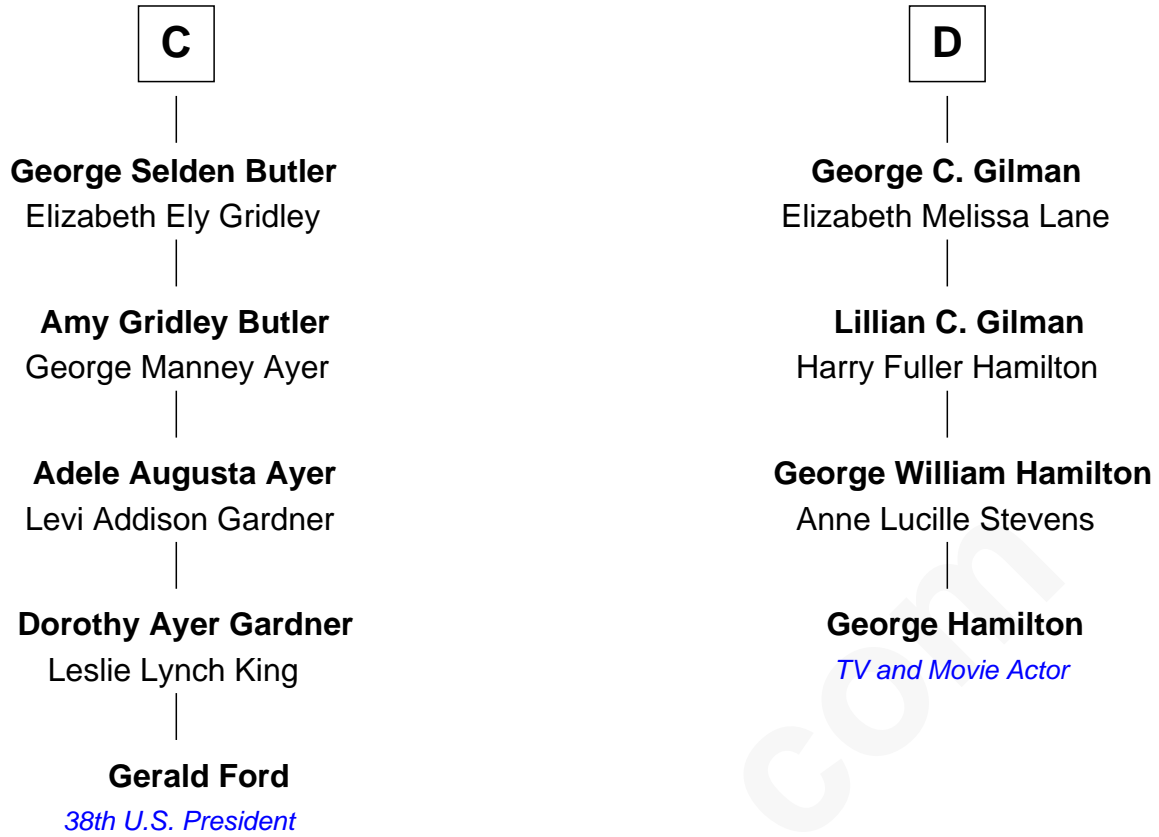 C
George Selden Butler
Elizabeth Ely Gridley
Amy Gridley Butler
George Manney Ayer
Adele Augusta Ayer
Levi Addison Gardner
Dorothy Ayer Gardner
Leslie Lynch King
Gerald Ford
38th U.S. President
D
George C. Gilman
Elizabeth Melissa Lane
Lillian C. Gilman
Harry Fuller Hamilton
George William Hamilton
Anne Lucille Stevens
George Hamilton
TV and Movie Actor
com